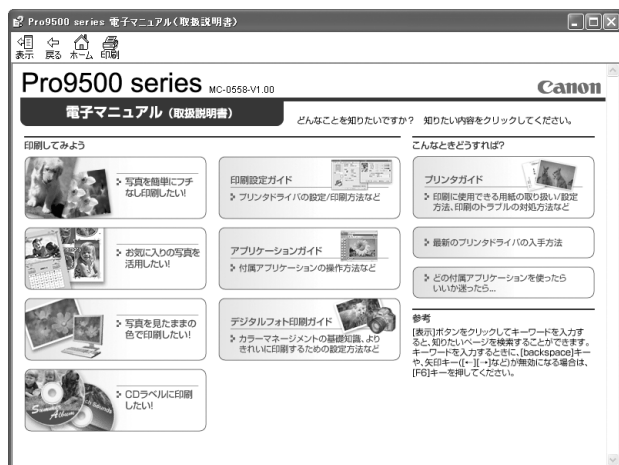 Pro9500 series 電子マニュアル(取扱説明書)
表示 戻る ホーム 印刷
Pro9500 series MC-0558-V1.00
Canon
電子マニュアル（取扱説明書）
どんなことを知りたいですか？ 知りたい内容をクリックしてください。
印刷してみよう
写真を簡単にフチ
なし印刷したい!
お気に入りの写真を
活用したい!
写真を見たままの
色で印刷したい!
CDラベルに印刷
したい!
印刷設定ガイド
プリンタドライバの設定/印刷方法など
アプリケーションガイド
付属アプリケーションの操作方法など
デジタルフォト印刷ガイド
カラーマネージメントの基礎知識、より
きれいに印刷するための設定方法など
こんなときどうすれば?
プリンタガイド
印刷に使用できる用紙の取り扱い/設定
方法、印刷のトラブルの対処方法など
最新のプリンタドライバの入手方法
どの付属アプリケーションを使ったら
いいか迷ったら...
参考
[表示]ボタンをクリックしてキーワードを入力す
ると、知りたいページを検索することができます。
キーワードを入力するときに、[backspace]キー
や、矢印キー([←][→]など)が無効になる場合は、
[F6]キーを押してください。